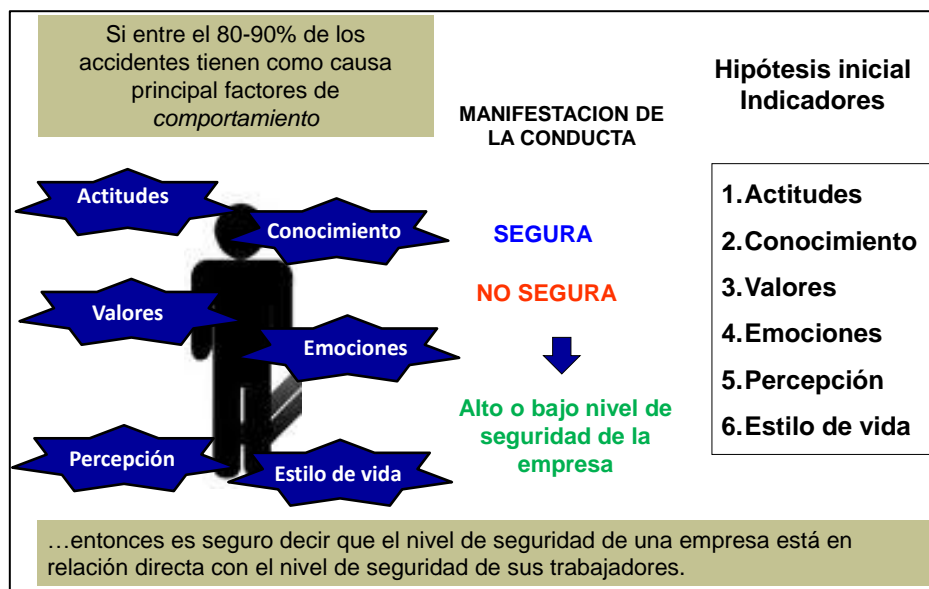 Si entre el 80-90% de los
accidentes tienen como causa
principal factores de
comportamiento
MANIFESTACION DE
LA CONDUCTA
Hipótesis inicial
Indicadores
Actitudes
Conocimiento
Valores
Emociones
Percepción
Estilo de vida
SEGURA
NO SEGURA
Alto o bajo nivel de
seguridad de la
empresa
1.Actitudes
2.Conocimiento
3.Valores
4.Emociones
5.Percepción
6.Estilo de vida
…entonces es seguro decir que el nivel de seguridad de una empresa está en
relación directa con el nivel de seguridad de sus trabajadores.